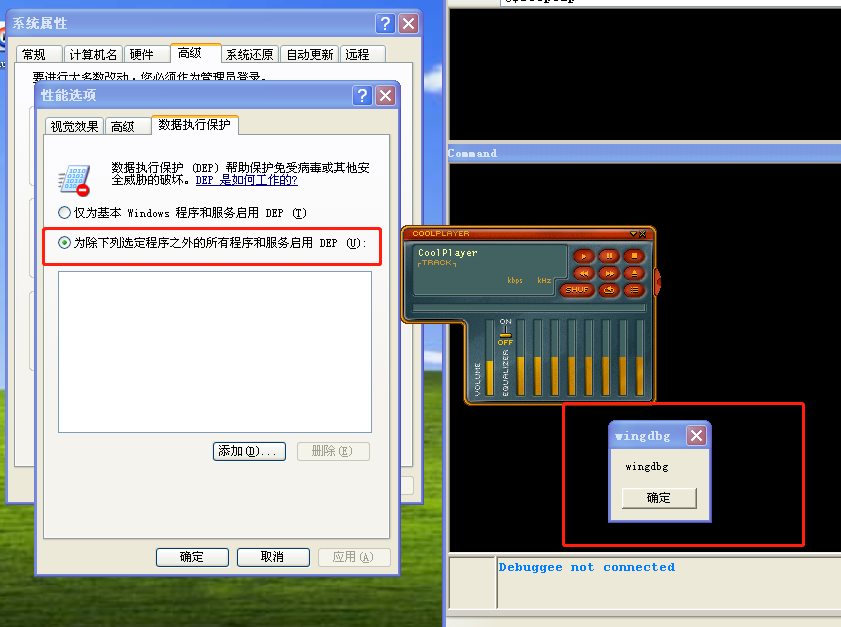 系统属性
常规 计算机名 硬件 高级 系统还原 自动更新 远程
要进行大多数改动，您必须作为管理员登录。
性能选项
视觉效果 高级 数据执行保护
数据执行保护 (DEP) 帮助保护免受病毒或其他安
全威胁的破坏。DEP 是如何工作的?
仅为基本 Windows 程序和服务启用 DEP (T)
为除下列选定程序之外的所有程序和服务启用 DEP (U):
添加(D)... 删除(E)
确定 取消 应用(A)
Command
COOLPLAYER
CoolPlayer
TRACK
kbps kHz
SHUF
ON
OFF
VOLUME
EQUALIZER
wingdbg
wingdbg
确定
Debuggee not connected